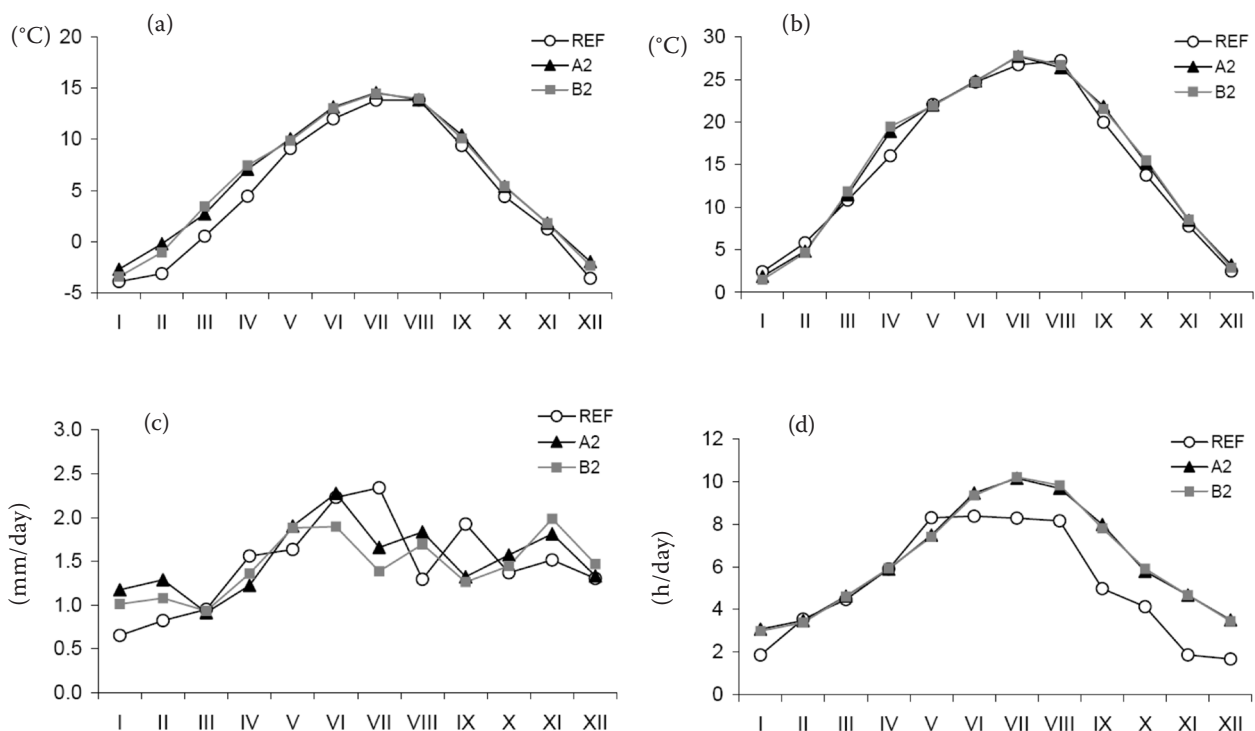 (a)
(°C)
20
15
10
5
0
-5
REF
A2
B2
I II III IV V VI VII VIII IX X XI XII
(b)
(°C)
30
25
20
15
10
5
0
REF
A2
B2
I II III IV V VI VII VIII IX X XI XII
(c)
(mm/day)
3.0
2.5
2.0
1.5
1.0
0.5
0.0
REF
A2
B2
I II III IV V VI VII VIII IX X XI XII
(d)
(h/day)
12
10
8
6
4
2
0
REF
A2
B2
I II III IV V VI VII VIII IX X XI XII